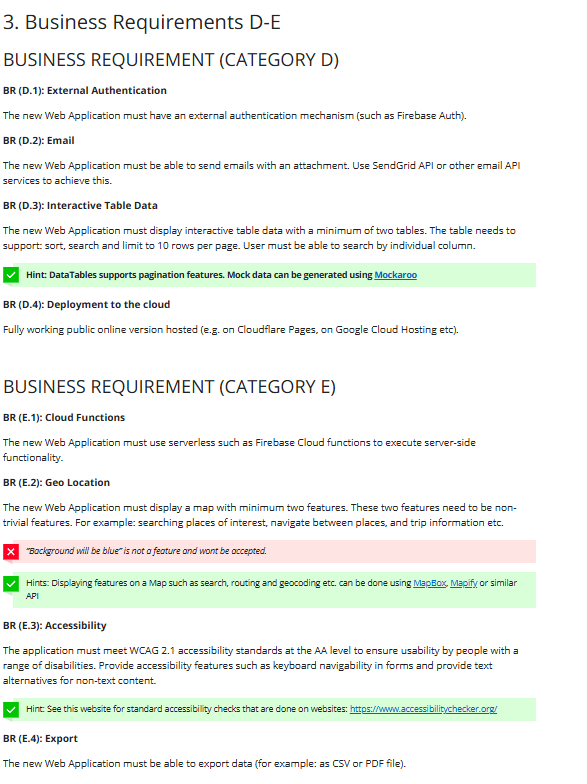 3. Business Requirements D-E
BUSINESS REQUIREMENT (CATEGORY D)
BR (D.1): External Authentication
The new Web Application must have an external authentication mechanism (such as Firebase Auth).
BR (D.2): Email
The new Web Application must be able to send emails with an attachment. Use SendGrid API or other email API
services to achieve this.
BR (D.3): Interactive Table Data
The new Web Application must display interactive table data with a minimum of two tables. The table needs to
support: sort, search and limit to 10 rows per page. User must be able to search by individual column.
Hint: DataTables supports pagination features. Mock data can be generated using Mockaroo
BR (D.4): Deployment to the cloud
Fully working public online version hosted (e.g. on Cloudflare Pages, on Google Cloud Hosting etc).
BUSINESS REQUIREMENT (CATEGORY E)
BR (E.1): Cloud Functions
The new Web Application must use serverless such as Firebase Cloud functions to execute server-side
functionality.
BR (E.2): Geo Location
The new Web Application must display a map with minimum two features. These two features need to be non-
trivial features. For example: searching places of interest, navigate between places, and trip information etc.
"Background will be blue" is not a feature and wont be accepted.
Hints: Displaying features on a Map such as search, routing and geocoding etc. can be done using MapBox, Mapify or similar
API
BR (E.3): Accessibility
The application must meet WCAG 2.1 accessibility standards at the AA level to ensure usability by people with a
range of disabilities. Provide accessibility features such as keyboard navigability in forms and provide text
alternatives for non-text content.
Hint: See this website for standard accessibility checks that are done on websites: https://www.accessibilitychecker.org/
BR (E.4): Export
The new Web Application must be able to export data (for example: as CSV or PDF file).